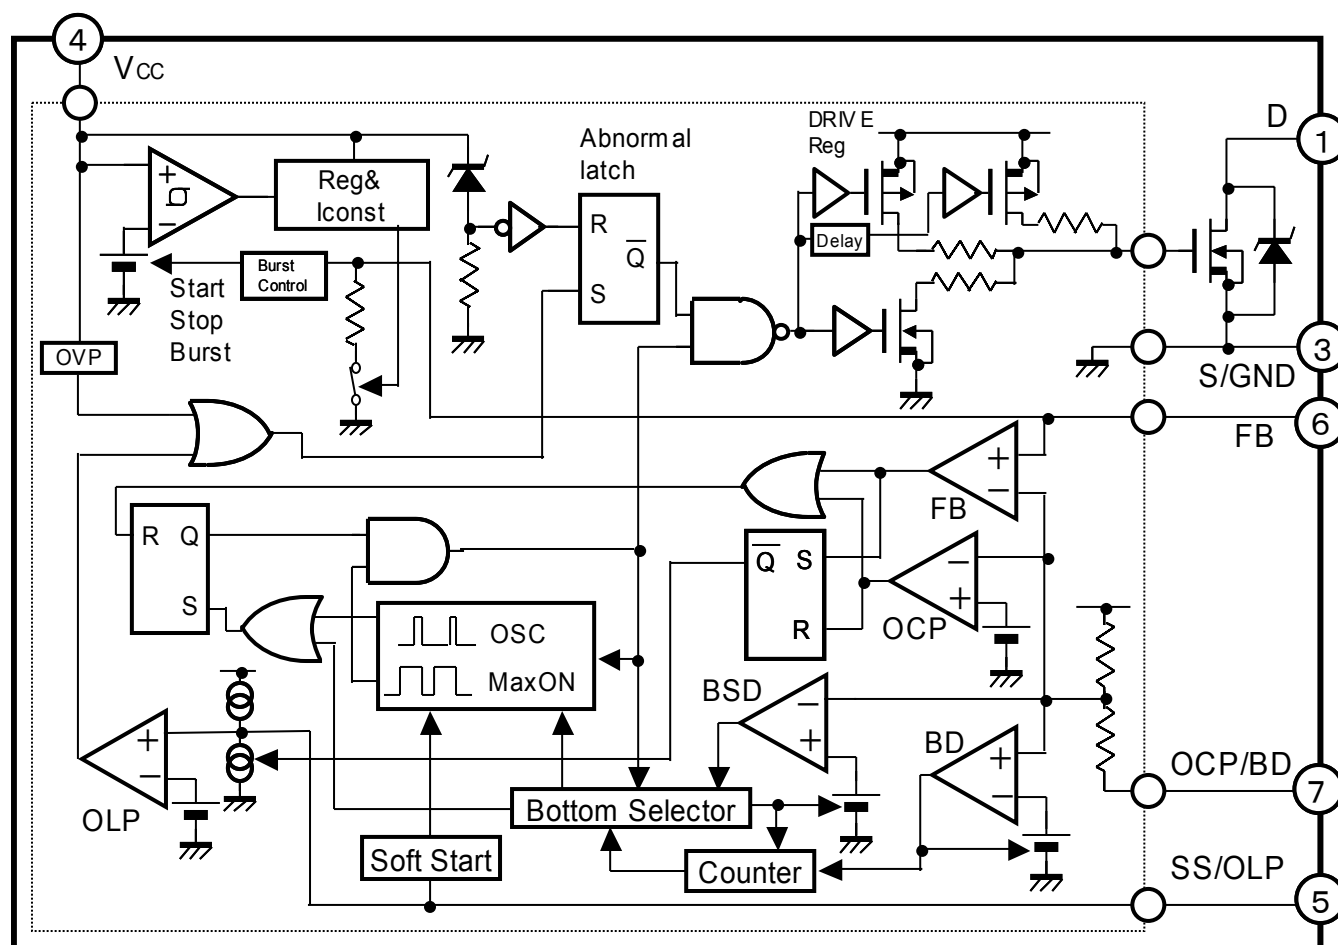 4
VCC
D
1
DRIVE
Reg
Abnormal
latch
Reg&
Iconst
+
−
R
Q
S
Delay
Burst
Control
Start
Stop
Burst
OVP
3
S/GND
6
FB
+
−
FB
R Q
S
Q S
R
−
+
OCP
OSC
MaxON
BSD
−
+
BD
+
−
OCP/BD
7
+
−
OLP
Bottom Selector
Soft Start
Counter
SS/OLP
5